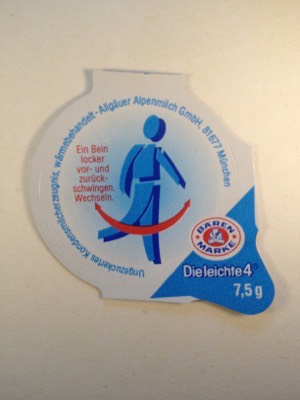 Ungezuckertes Kondensmilcherzeugnis, wärmebehandelt - Allgäuer Alpenmilch GmbH, 81677 München
Ein Bein
locker
vor- und
zurück-
schwingen.
Wechseln.
BÄREN
MARKE
Die leichte 4®
7,5 g